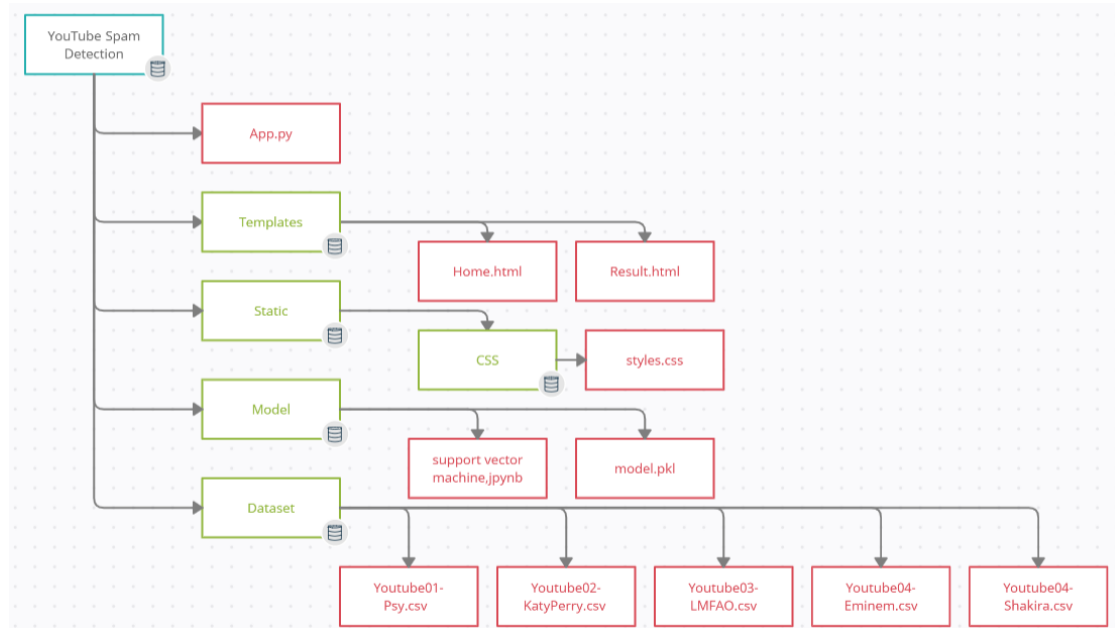 YouTube Spam
Detection
App.py
Templates
Home.html
Result.html
Static
CSS
styles.css
Model
support vector
machine,jpynb
model.pkl
Dataset
Youtube01-
Psy.csv
Youtube02-
KatyPerry.csv
Youtube03-
LMFAO.csv
Youtube04-
Eminem.csv
Youtube04-
Shakira.csv